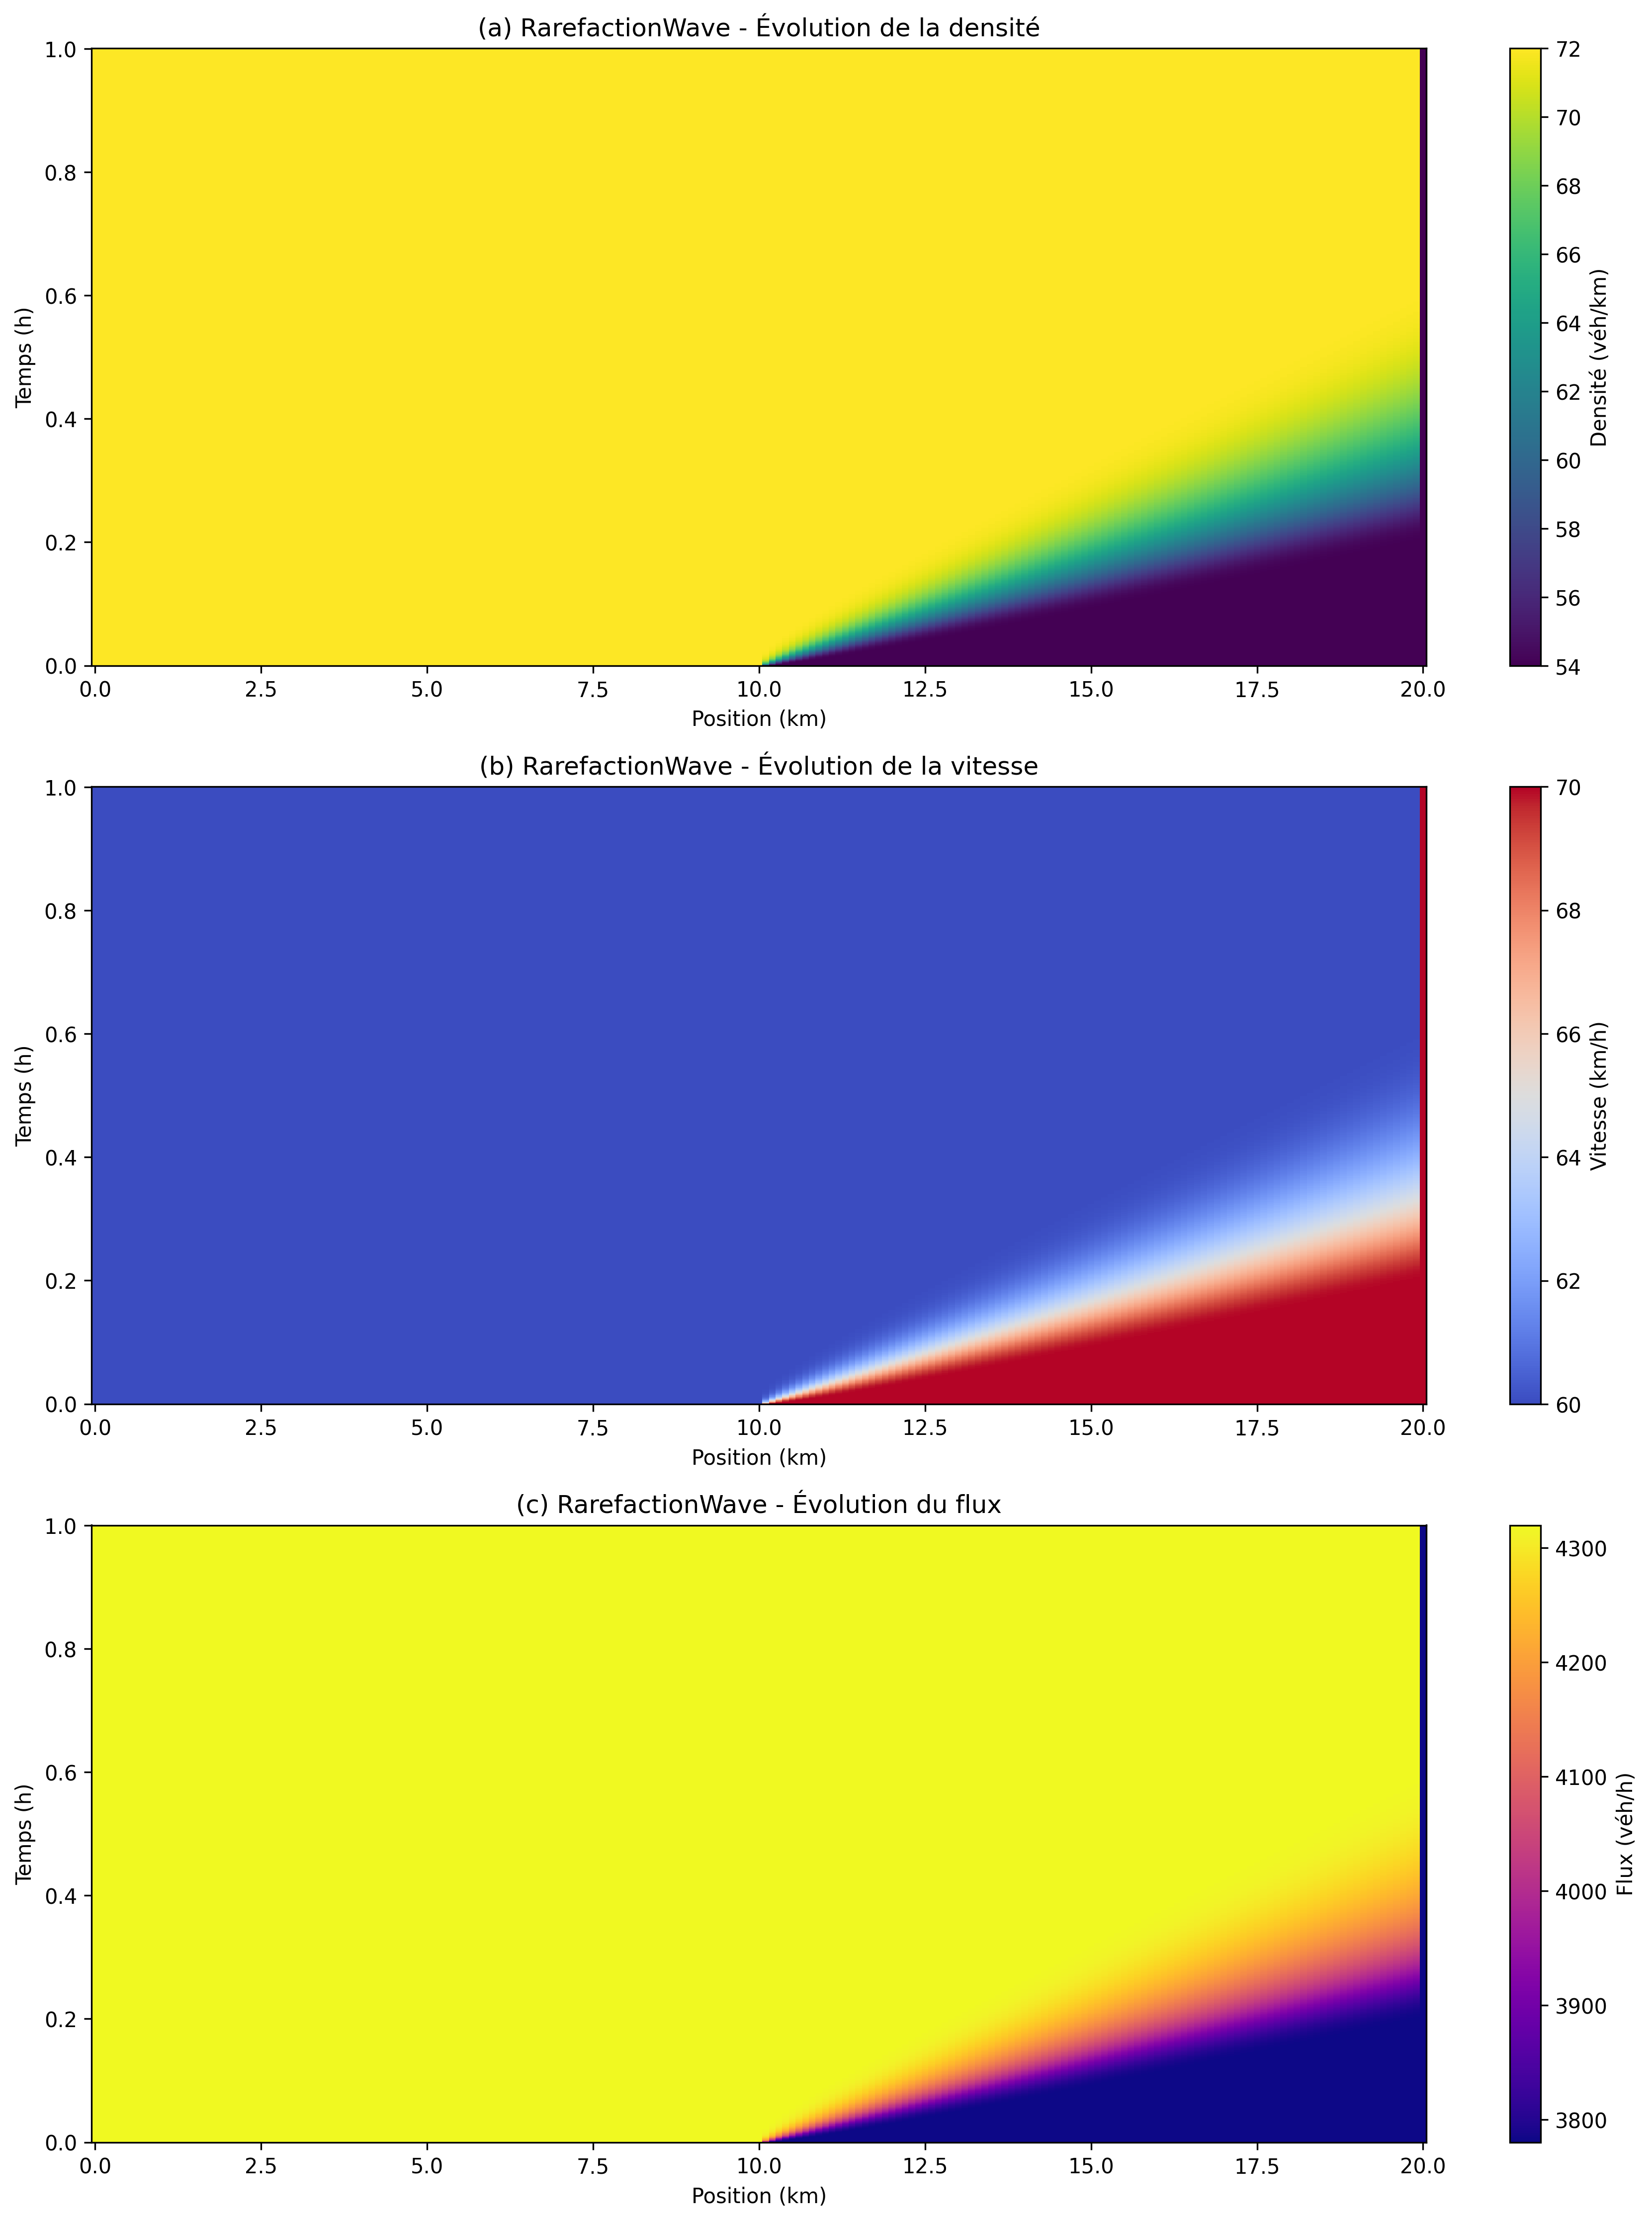 (a) RarefactionWave - Évolution de la densité
1.0
0.8
0.6
0.4
0.2
0.0
Temps (h)
0.0 2.5 5.0 7.5 10.0 12.5 15.0 17.5 20.0
Position (km)
72
70
68
66
64
62
60
58
56
54
Densité (véh/km)
(b) RarefactionWave - Évolution de la vitesse
1.0
0.8
0.6
0.4
0.2
0.0
Temps (h)
0.0 2.5 5.0 7.5 10.0 12.5 15.0 17.5 20.0
Position (km)
70
68
66
64
62
60
Vitesse (km/h)
(c) RarefactionWave - Évolution du flux
1.0
0.8
0.6
0.4
0.2
0.0
Temps (h)
0.0 2.5 5.0 7.5 10.0 12.5 15.0 17.5 20.0
Position (km)
4300
4200
4100
4000
3900
3800
Flux (véh/h)